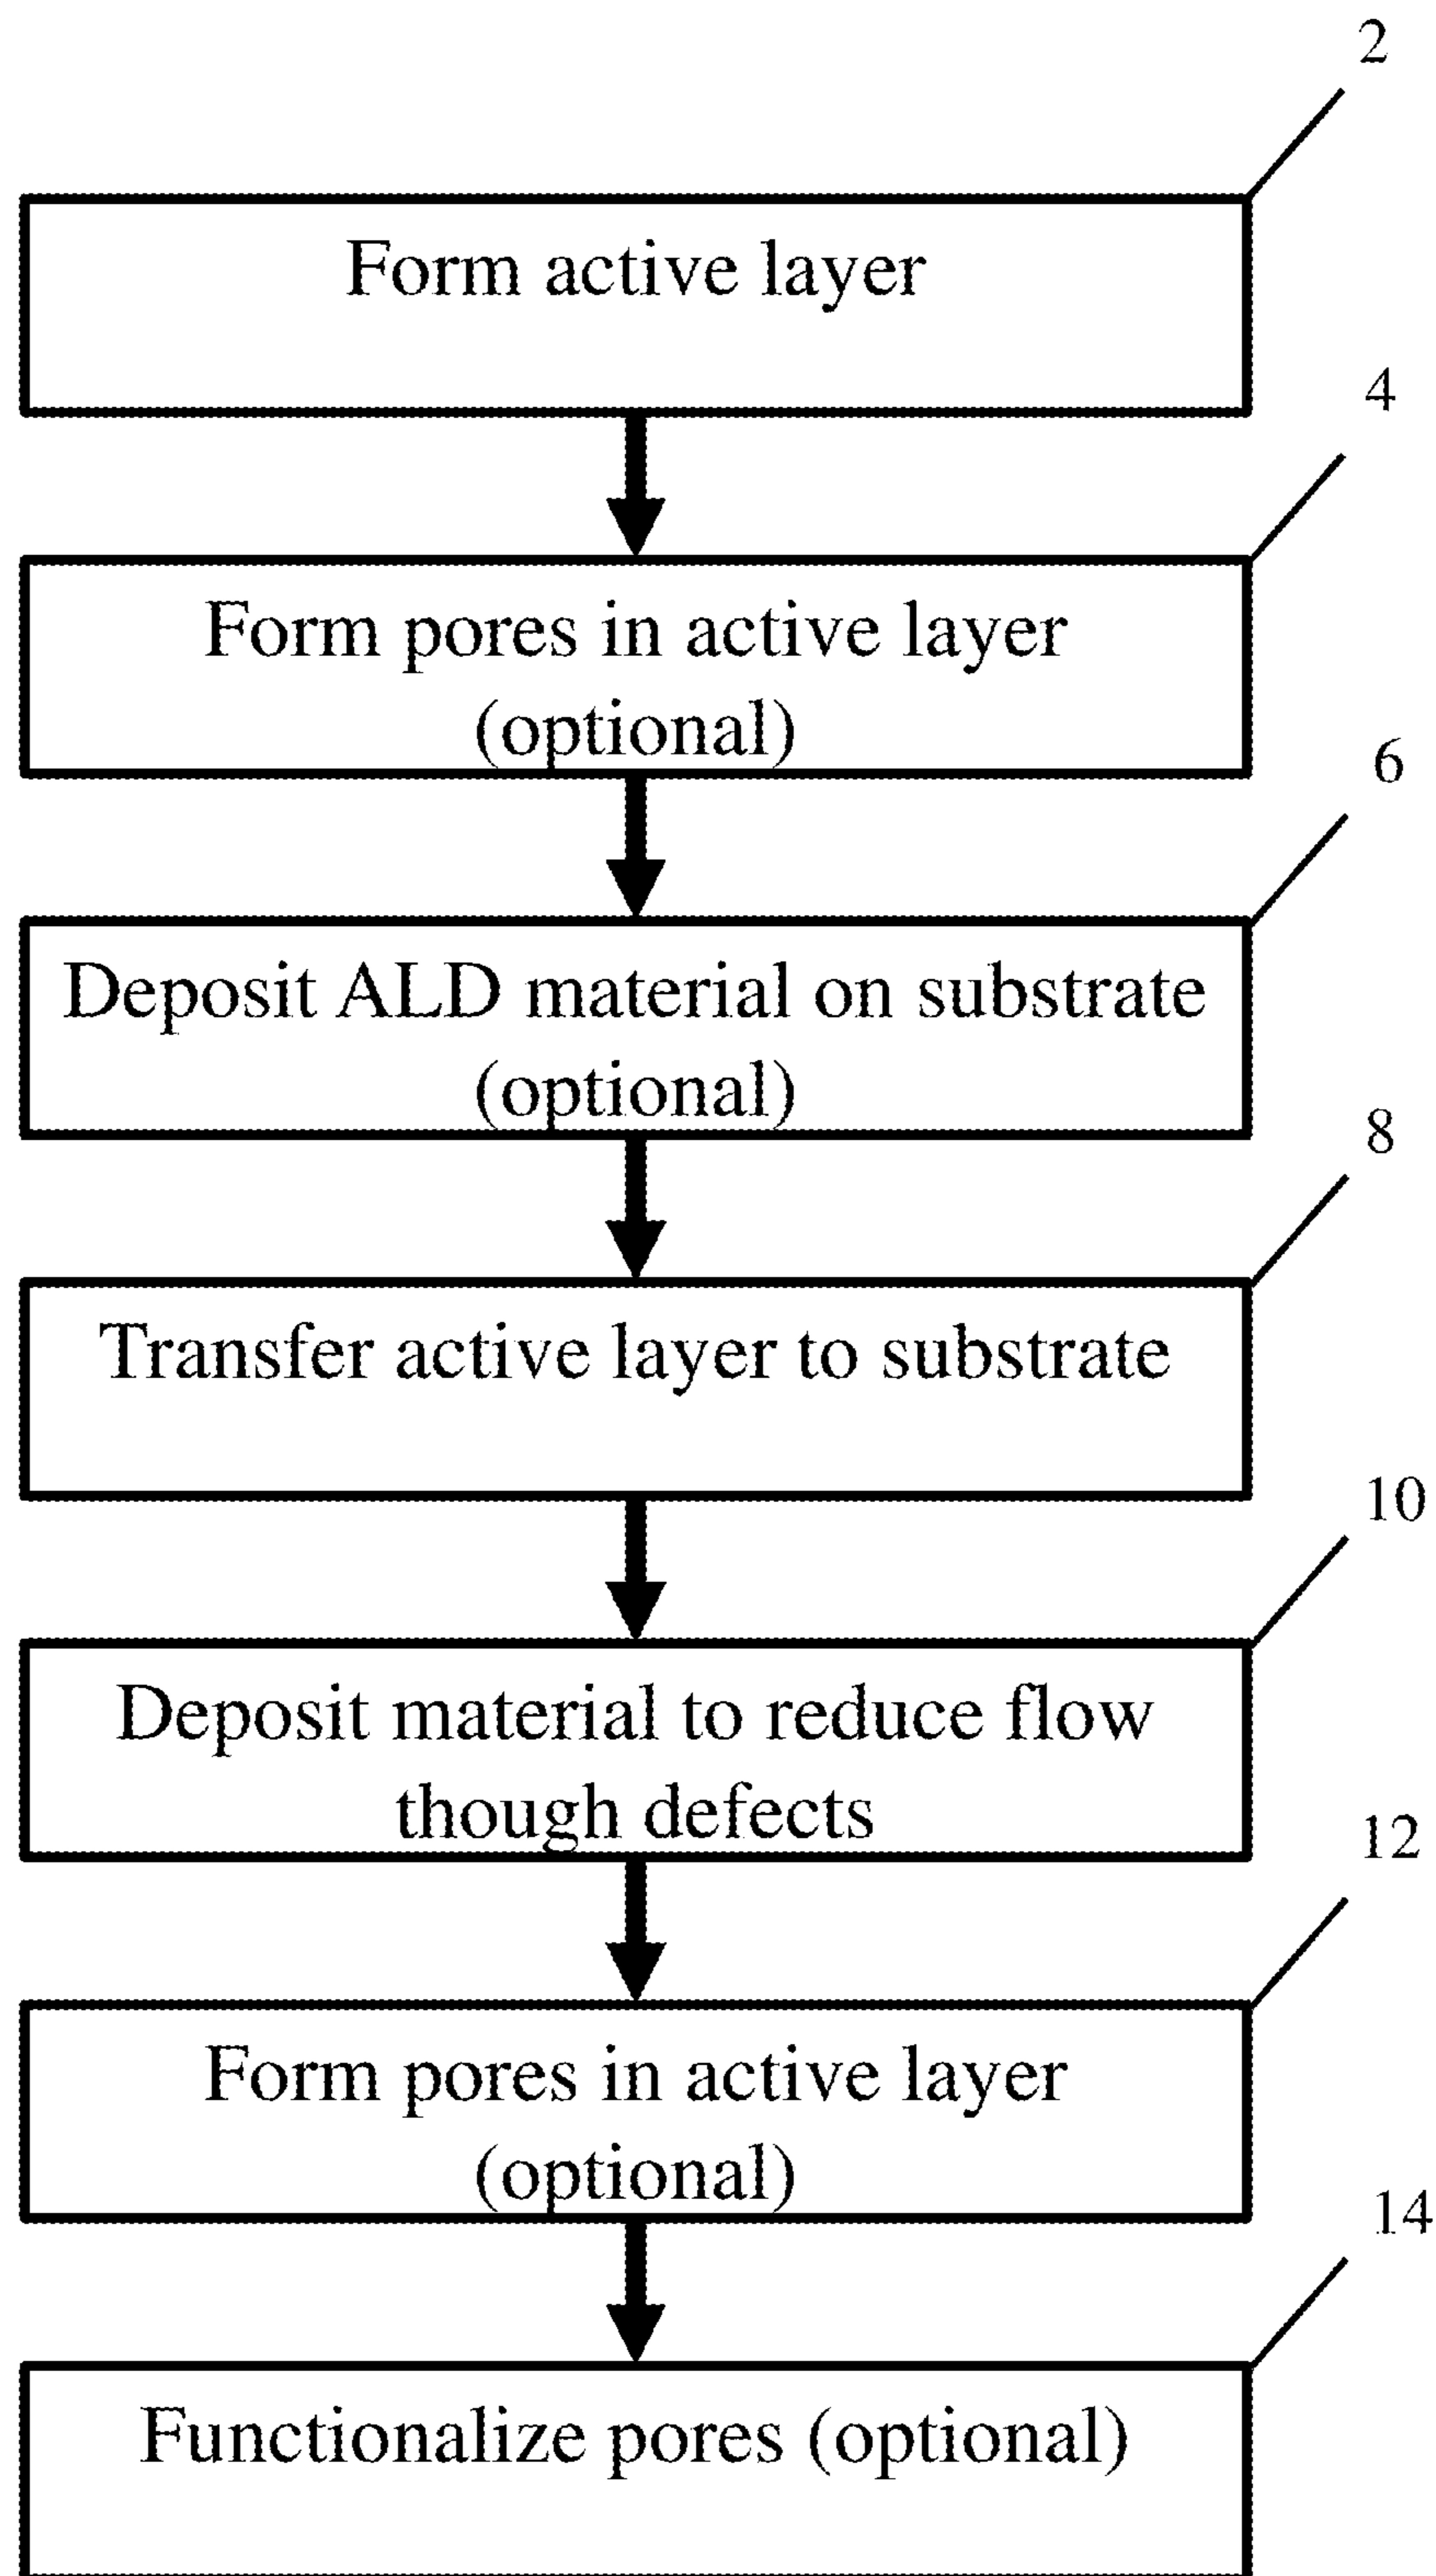 2
Form active layer
4
Form pores in active layer
(optional)
6
Deposit ALD material on substrate
(optional)
8
Transfer active layer to substrate
10
Deposit material to reduce flow
though defects
12
Form pores in active layer
(optional)
14
Functionalize pores (optional)